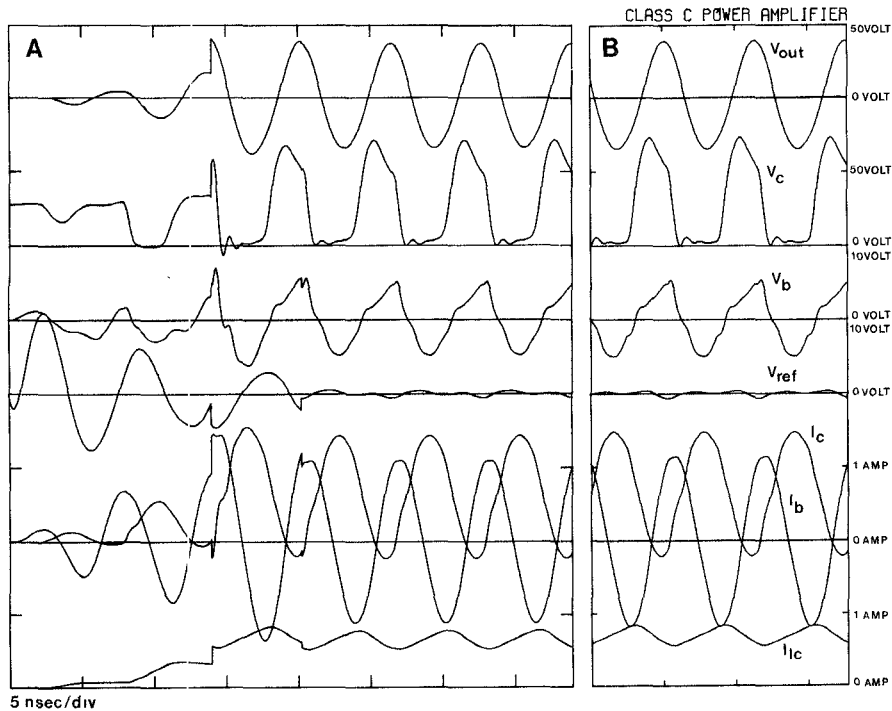 CLASS C POWER AMPLIFIER
A
B
50VOLT
Vout
0 VOLT
50VOLT
Vc
0 VOLT
10VOLT
Vb
0 VOLT
10VOLT
Vref
0 VOLT
Ic
1 AMP
Ib
0 AMP
1 AMP
Ilc
0 AMP
5 nsec/div